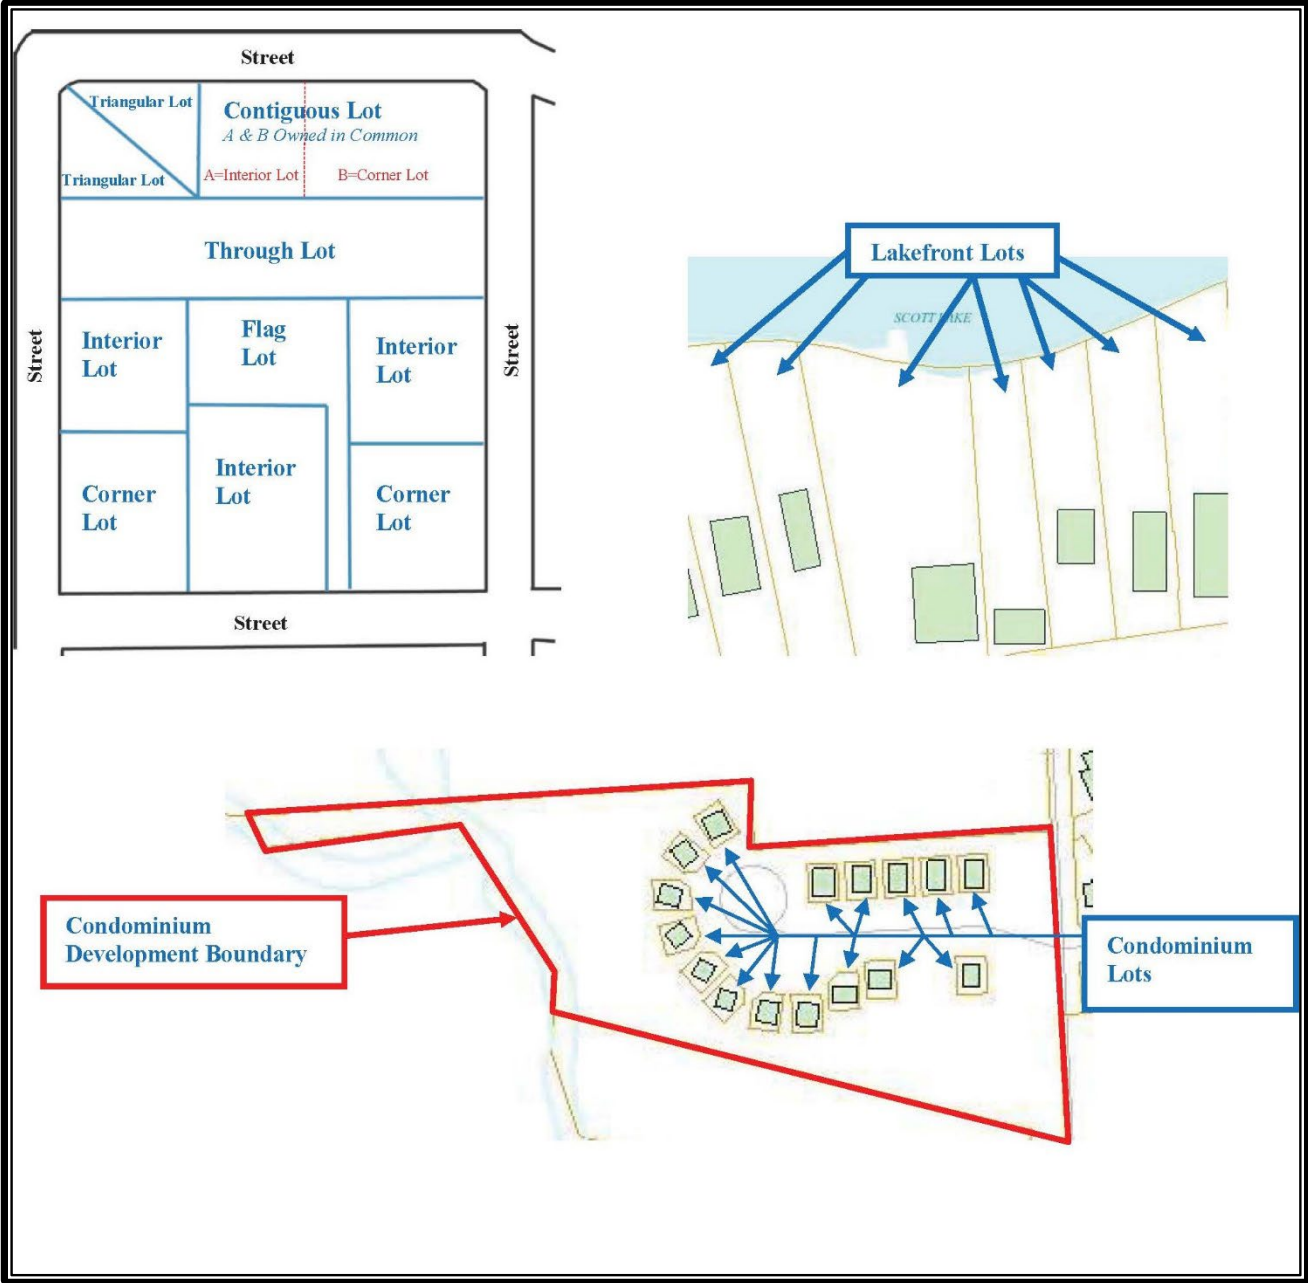 Street
Triangular Lot
Contiguous Lot
A & B Owned in Common
Triangular Lot
A=Interior Lot
B=Corner Lot
Through Lot
Street
Street
Interior
Lot
Flag
Lot
Interior
Lot
Corner
Lot
Interior
Lot
Corner
Lot
Street
Lakefront Lots
SCOTT LAKE
Condominium
Development Boundary
Condominium
Lots